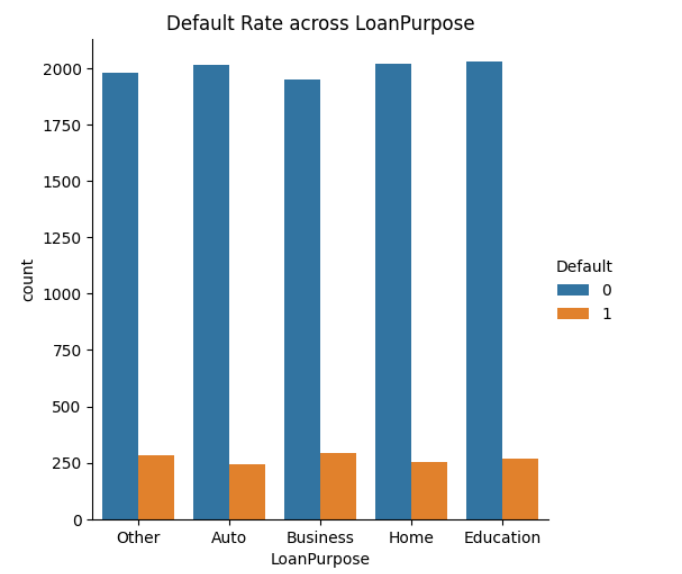 Default Rate across LoanPurpose
2000
1750
1500
1250
1000
750
500
250
0
count
Other Auto Business Home Education
LoanPurpose
Default
0
1